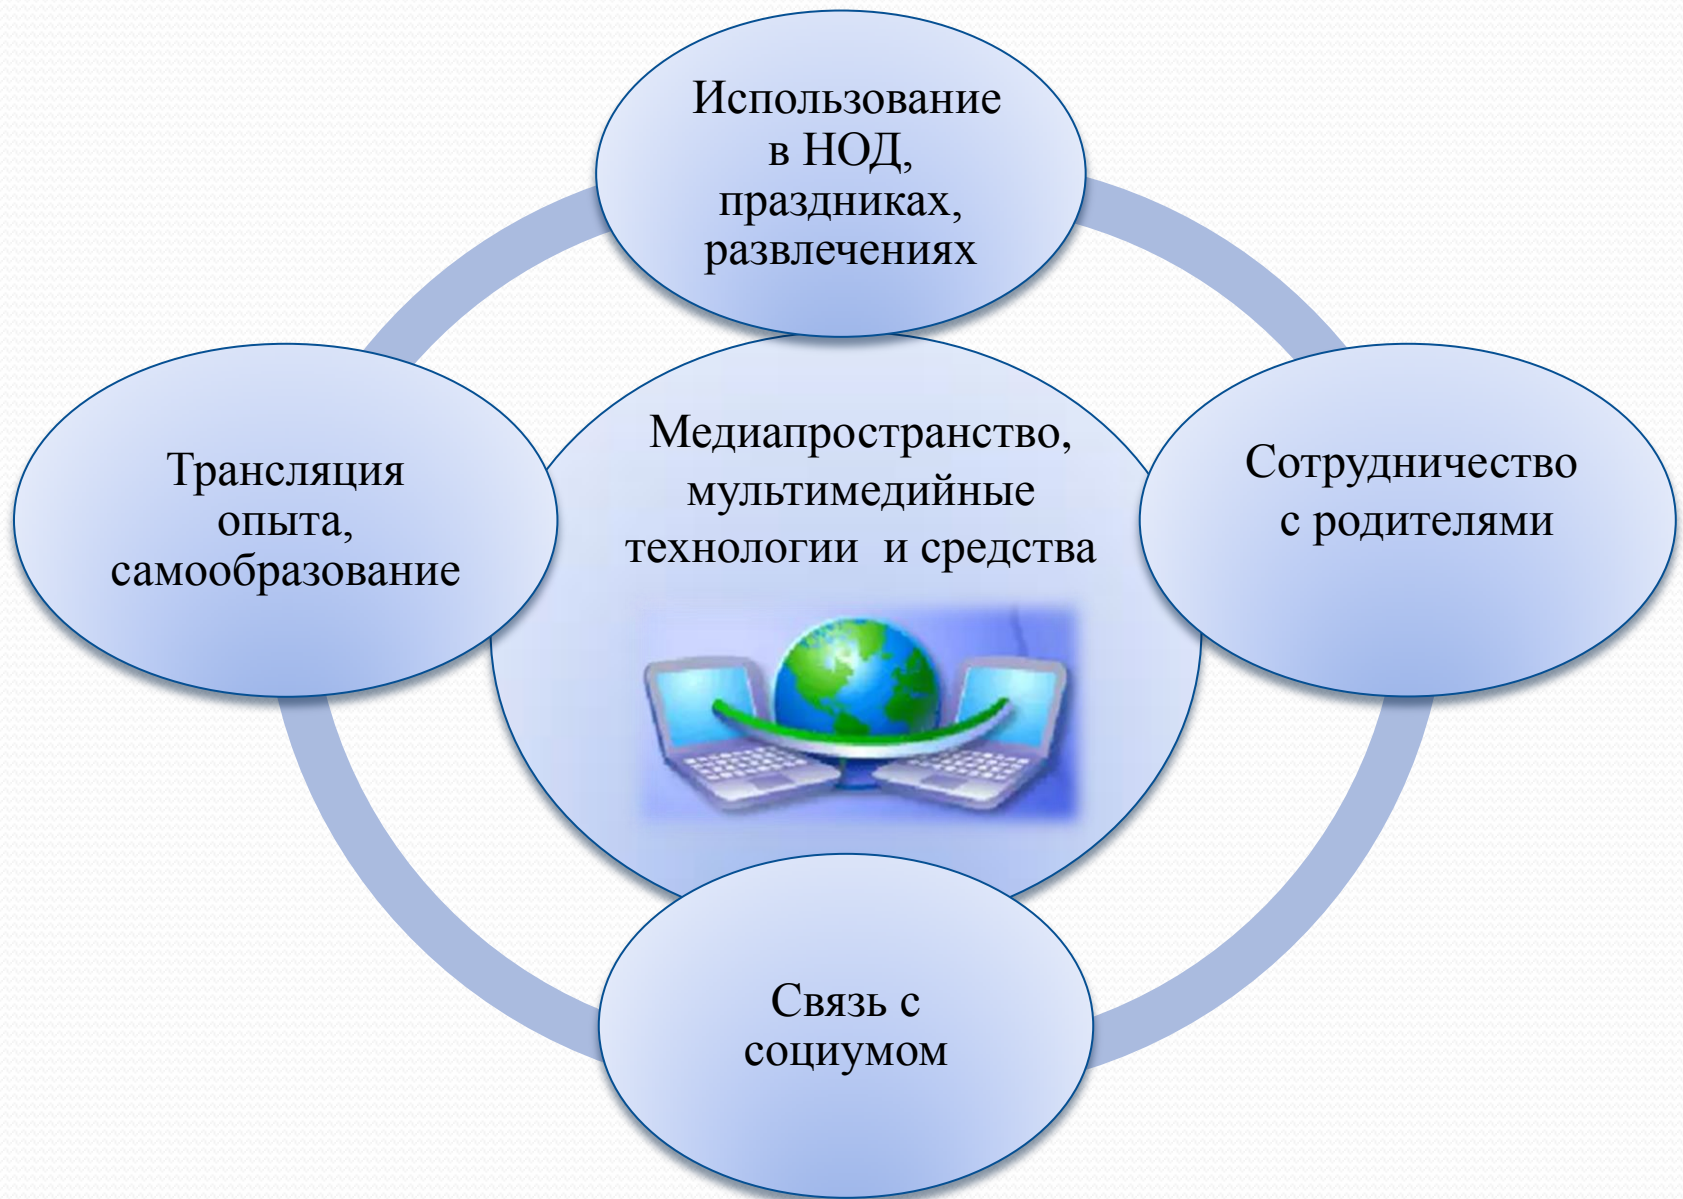 Использование
в НОД,
праздниках,
развлечениях
Трансляция
опыта,
самообразование
Медиапространство,
мультимедийные
технологии и средства
Сотрудничество
с родителями
Связь с
социумом